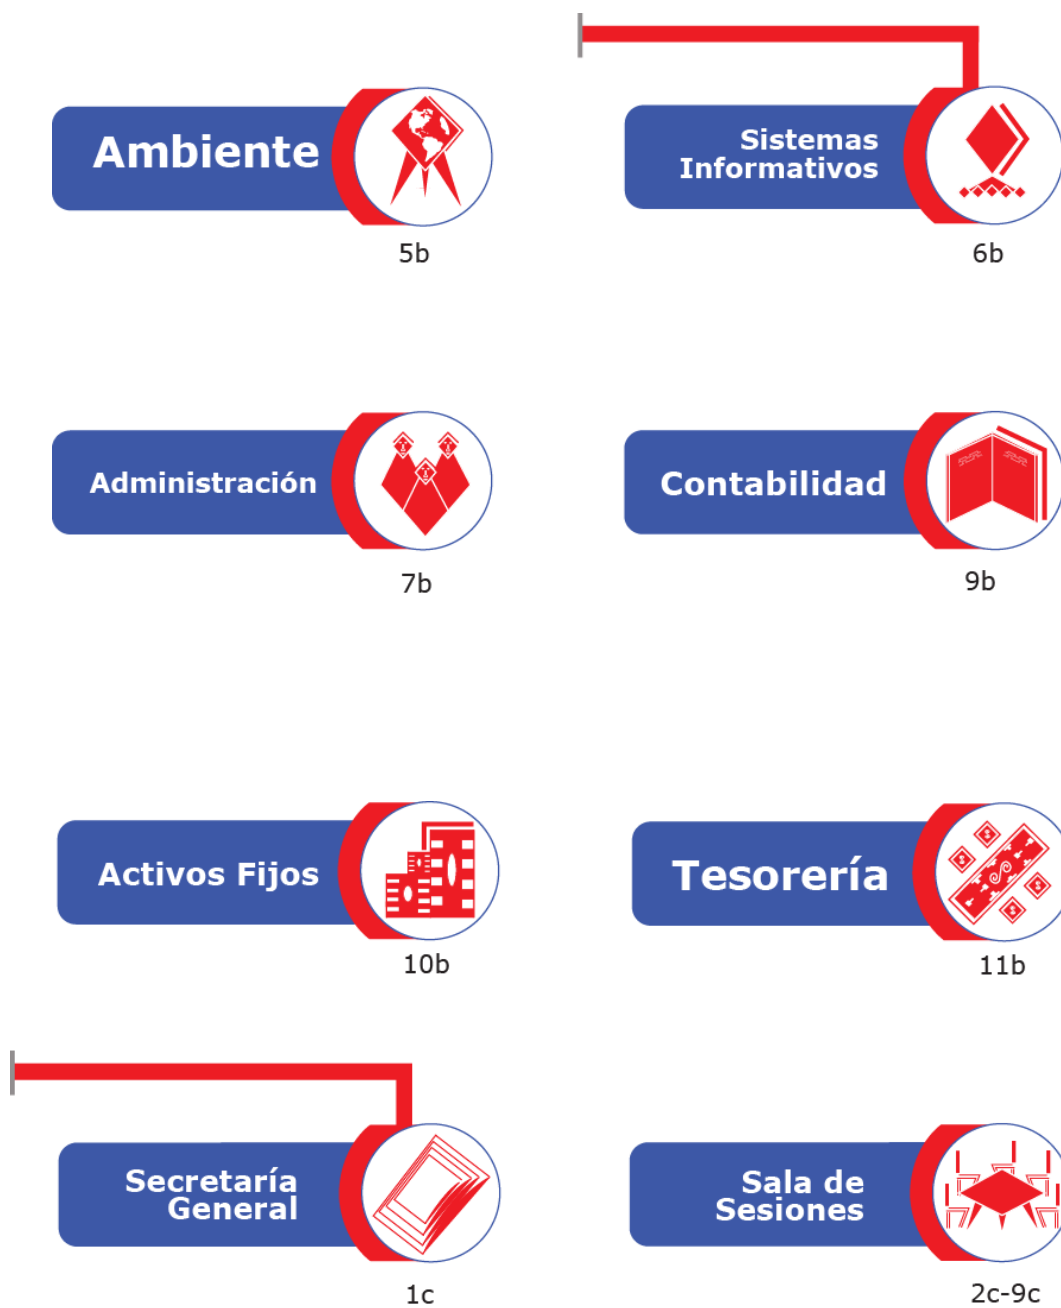 Ambiente
5b
Sistemas
Informativos
6b
Administración
7b
Contabilidad
9b
Activos Fijos
10b
Tesorería
11b
Secretaría
General
1c
Sala de
Sesiones
2c-9c